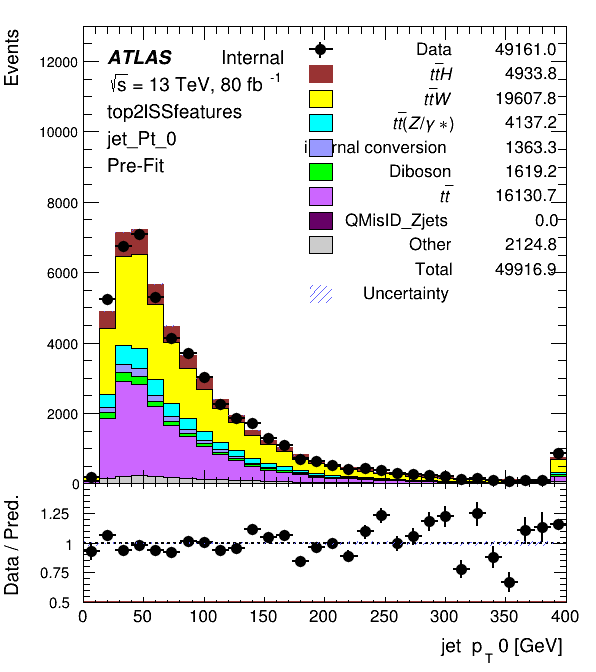 Events
12000
10000
8000
6000
4000
2000
0
ATLAS Internal
√s = 13 TeV, 80 fb⁻¹
top2lSSfeatures
jet_Pt_0
Pre-Fit
Data 49161.0
tt̄H 4933.8
tt̄W 19607.8
tt̄(Z/γ*) 4137.2
internal conversion 1363.3
Diboson 1619.2
tt̄ 16130.7
QMisID_Zjets 0.0
Other 2124.8
Total 49916.9
Uncertainty
Data / Pred.
1.25
1
0.75
0.5
0 50 100 150 200 250 300 350 400
jet p_T 0 [GeV]